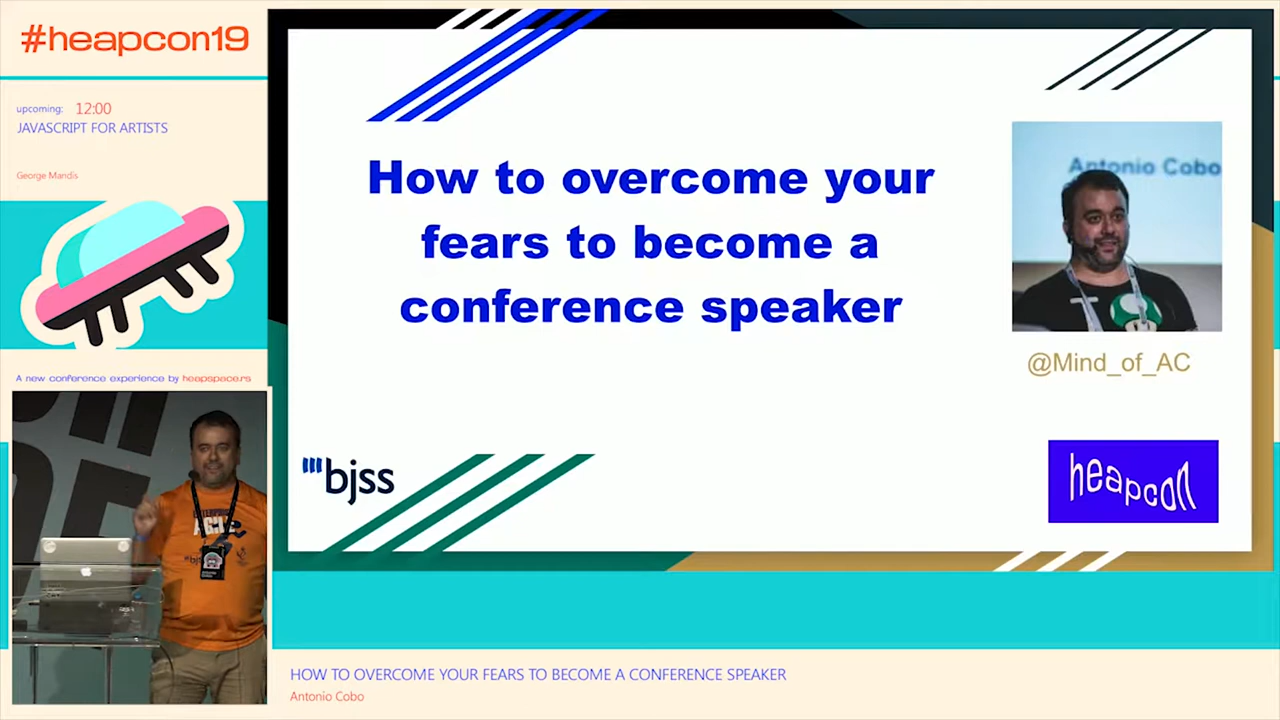 #heapcon19
upcoming: 12:00
JAVASCRIPT FOR ARTISTS
George Mandis
A new conference experience by heapspace.rs
How to overcome your
fears to become a
conference speaker
Antonio Cobo
@Mind_of_AC
bjss
heapcon
AGILE
HOW TO OVERCOME YOUR FEARS TO BECOME A CONFERENCE SPEAKER
Antonio Cobo